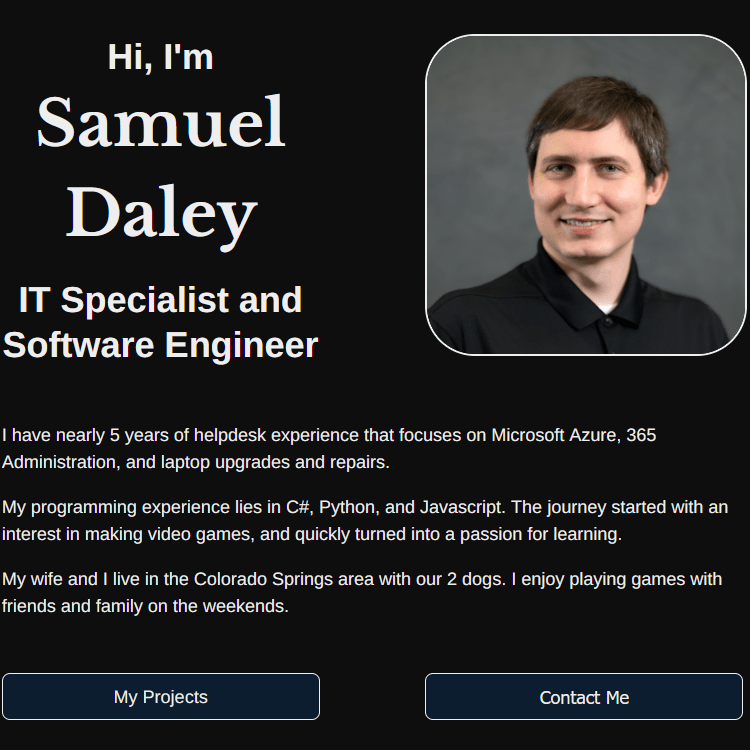 Hi, I'm
Samuel
Daley
IT Specialist and
Software Engineer
I have nearly 5 years of helpdesk experience that focuses on Microsoft Azure, 365
Administration, and laptop upgrades and repairs.
My programming experience lies in C#, Python, and Javascript. The journey started with an
interest in making video games, and quickly turned into a passion for learning.
My wife and I live in the Colorado Springs area with our 2 dogs. I enjoy playing games with
friends and family on the weekends.
My Projects
Contact Me